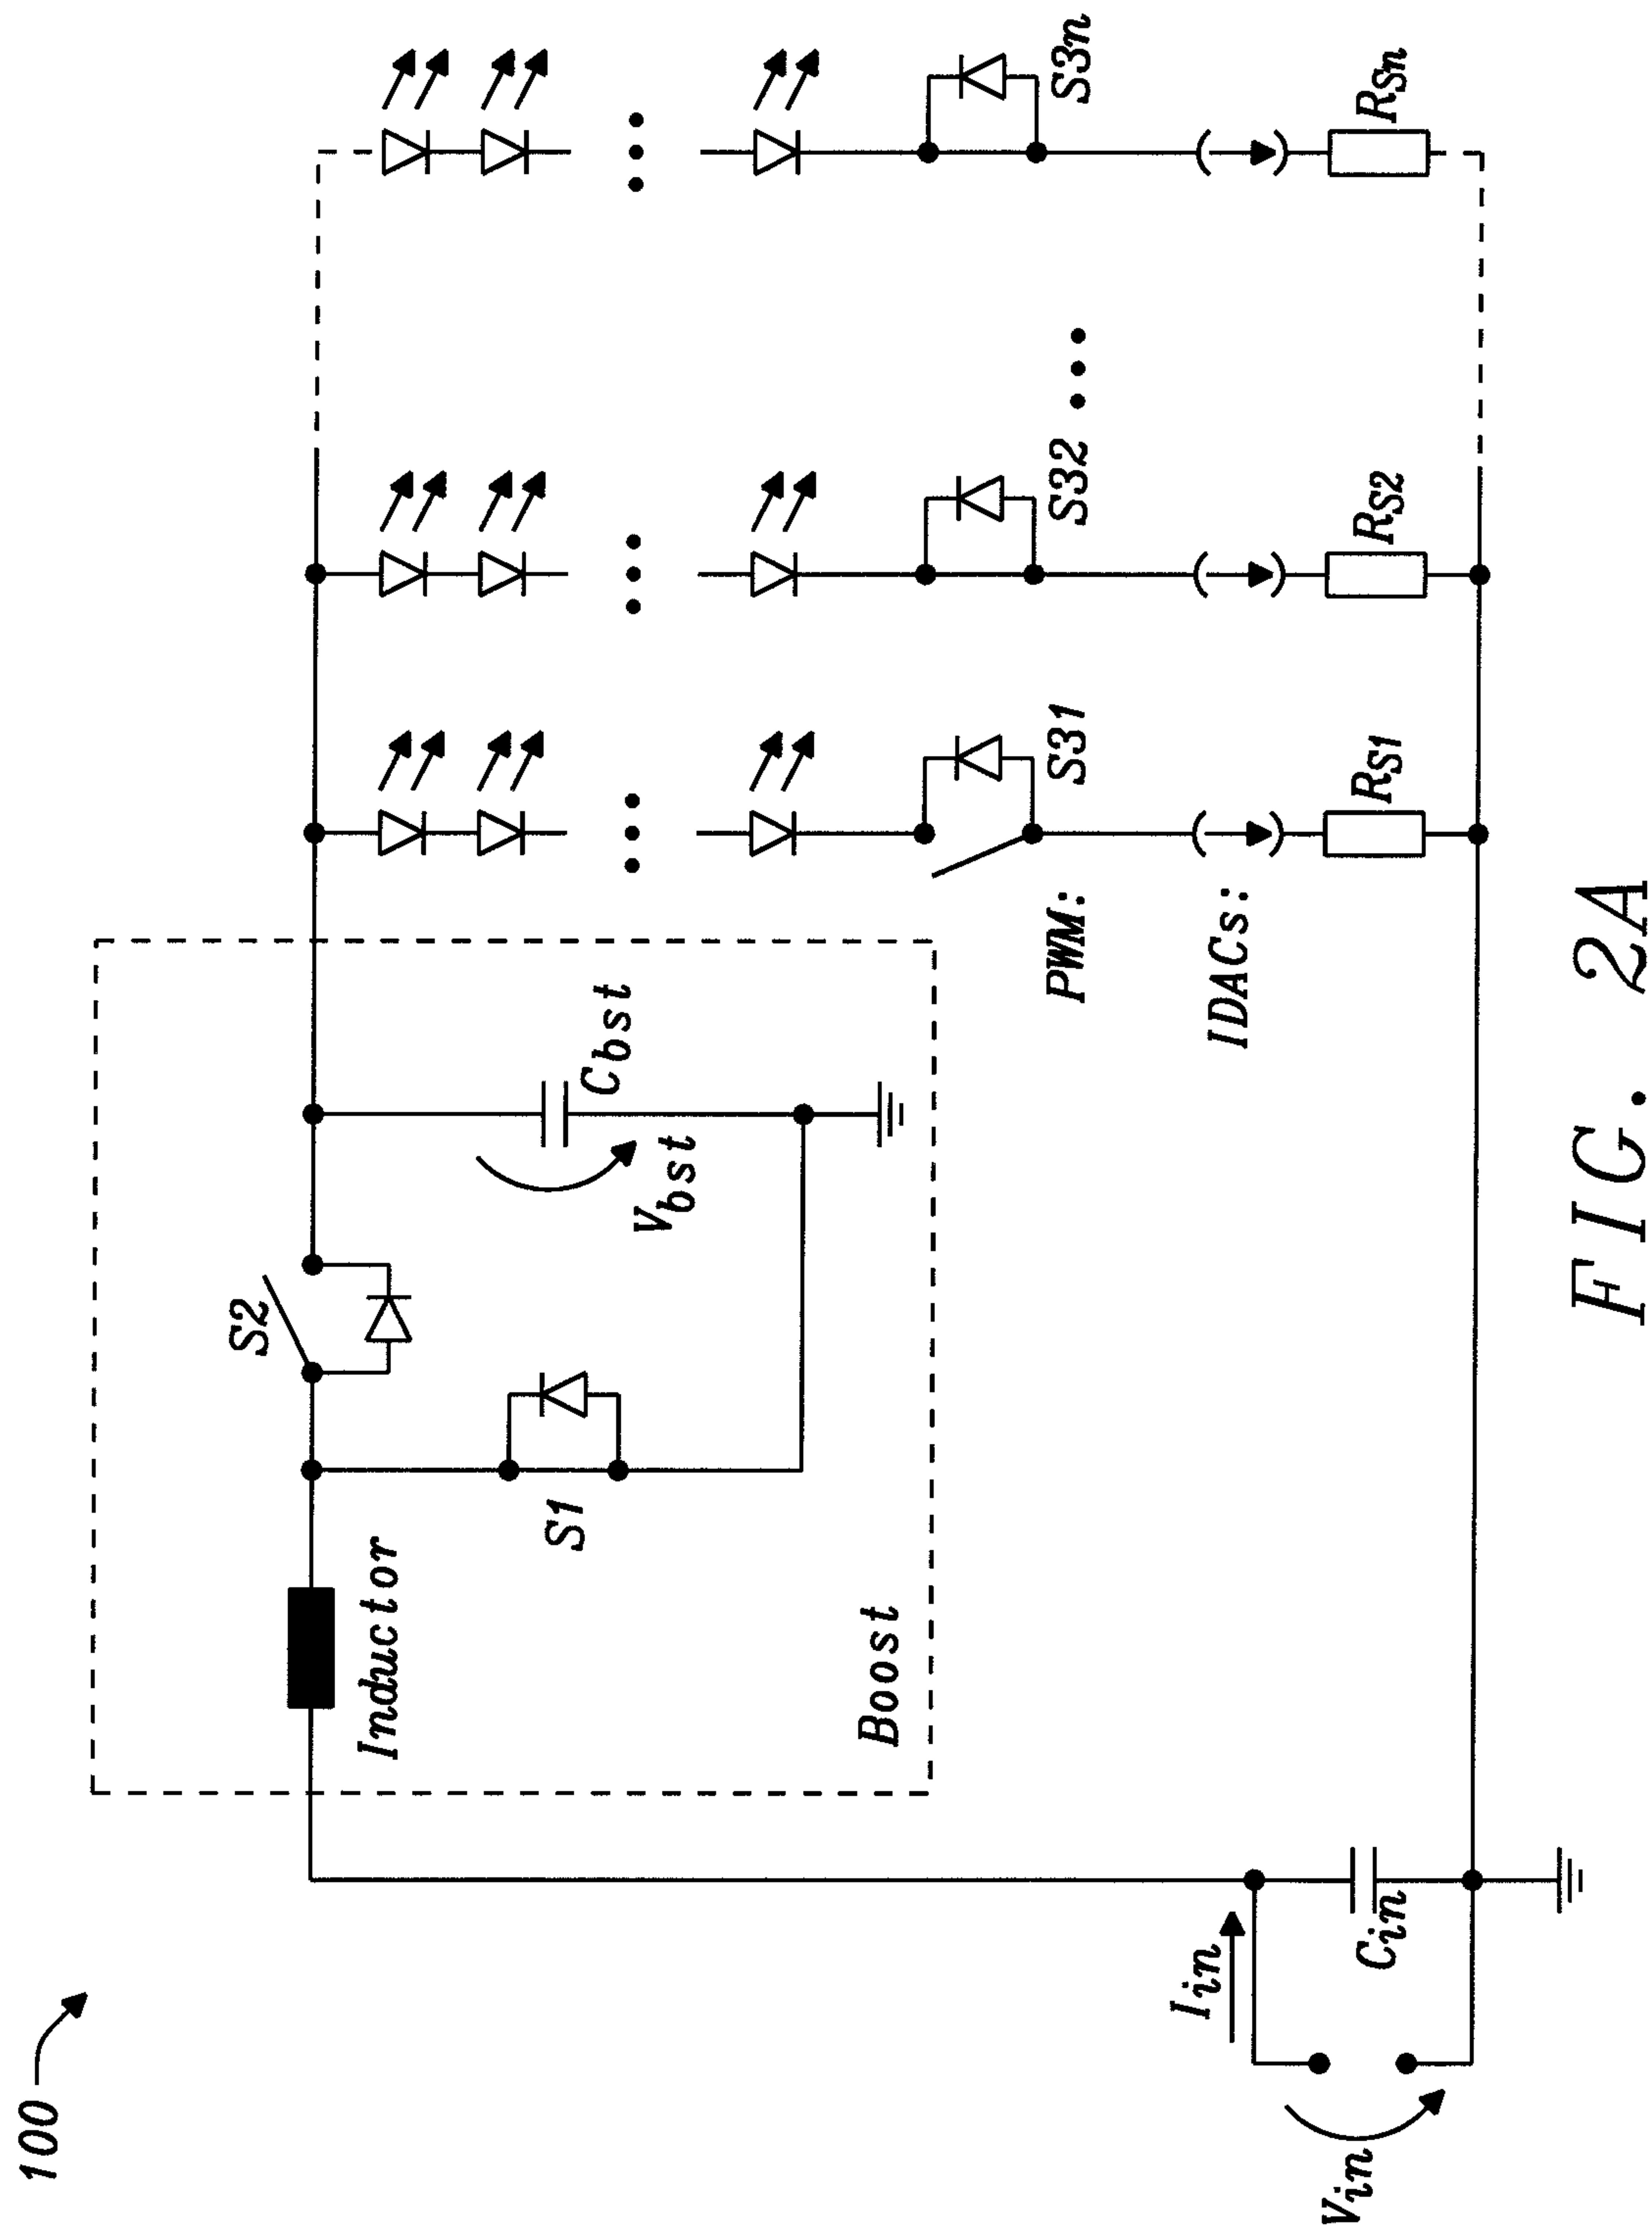 100
S2
Inductor
S1
Vbst
Cbst
Boost
PWM:
S31
S32
S3n
IDACs:
Iin
Vin
Cin
RS1
RS2
RSn
FIG. 2A